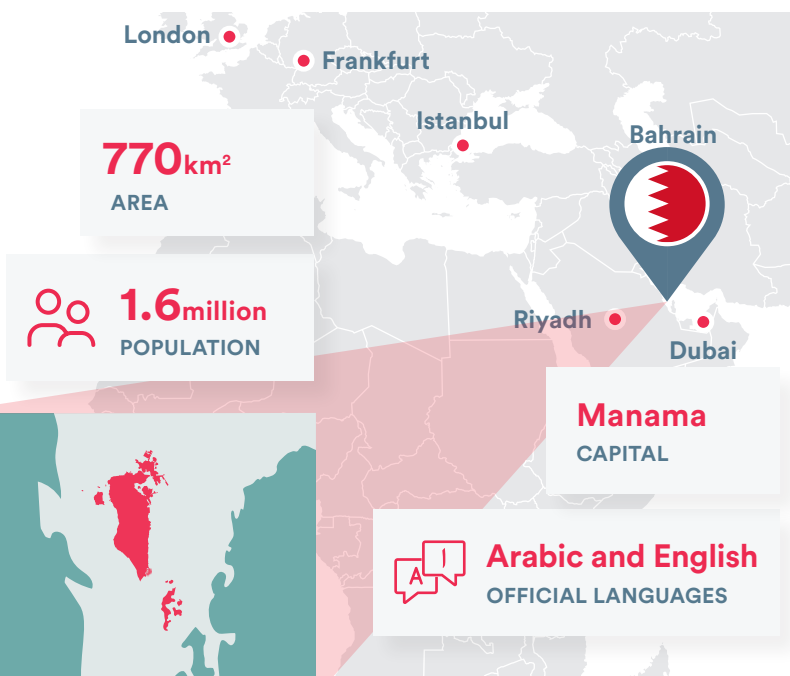 London
Frankfurt
Istanbul
Bahrain
770km²
AREA
1.6million
POPULATION
Riyadh
Dubai
Manama
CAPITAL
A
ا
Arabic and English
OFFICIAL LANGUAGES